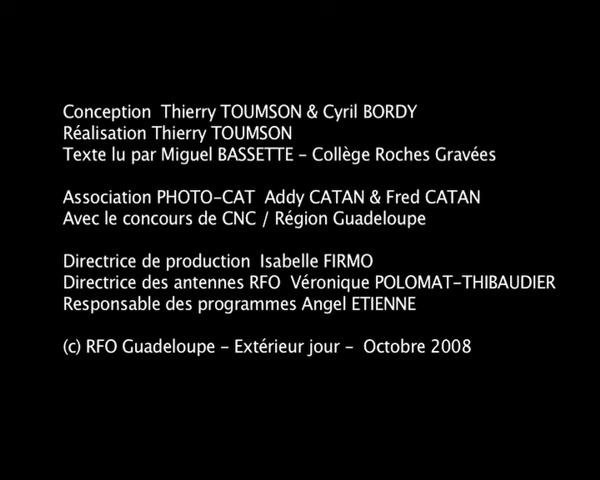 Conception  Thierry TOUMSON & Cyril BORDY
Réalisation Thierry TOUMSON
Texte lu par Miguel BASSETTE - Collège Roches Gravées
Association PHOTO-CAT  Addy CATAN & Fred CATAN
Avec le concours de CNC / Région Guadeloupe
Directrice de production  Isabelle FIRMO
Directrice des antennes RFO  Véronique POLOMAT-THIBAUDIER
Responsable des programmes Angel ETIENNE
(c) RFO Guadeloupe - Extérieur jour -  Octobre 2008